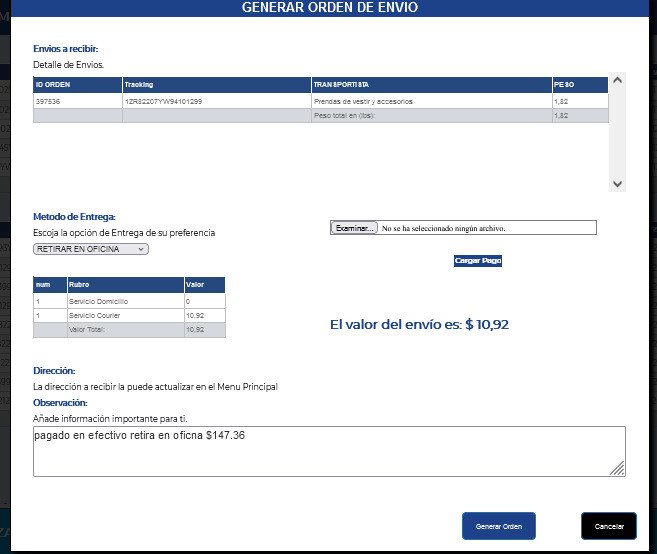 GENERAR ORDEN DE ENVIO
Envios a recibir:
Detalle de Envios.
ID ORDEN Tracking TRANSPORTISTA PESO
397536 1ZR82207YW94101299 Prendas de vestir y accesorios 1,82
Peso total en (lbs): 1,82
Metodo de Entrega:
Escoja la opción de Entrega de su preferencia
RETIRAR EN OFICINA
Examinar... No se ha seleccionado ningún archivo.
Cargar Pago
num Rubro Valor
1 Servicio Domicilio 0
1 Servicio Courier 10,92
Valor Total: 10,92
El valor del envío es: $ 10,92
Dirección:
La dirección a recibir la puede actualizar en el Menu Principal
Observación:
Añade información importante para ti.
pagado en efectivo retira en oficna $147.36
Generar Orden Cancelar